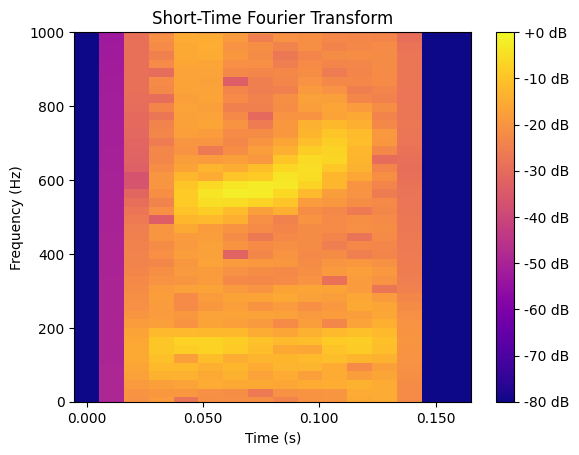 Short-Time Fourier Transform
1000
800
600
400
200
0
Frequency (Hz)
0.000
0.050
0.100
0.150
Time (s)
+0 dB
-10 dB
-20 dB
-30 dB
-40 dB
-50 dB
-60 dB
-70 dB
-80 dB